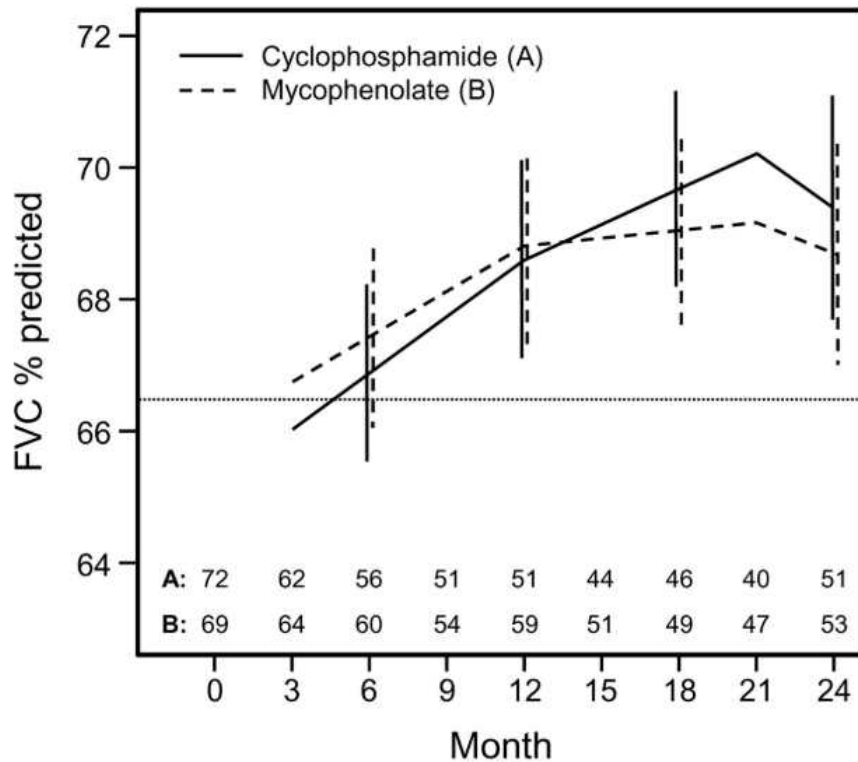 72
Cyclophosphamide (A)
Mycophenolate (B)
70
68
66
64
FVC % predicted
A: 72 62 56 51 51 44 46 40 51
B: 69 64 60 54 59 51 49 47 53
0 3 6 9 12 15 18 21 24
Month